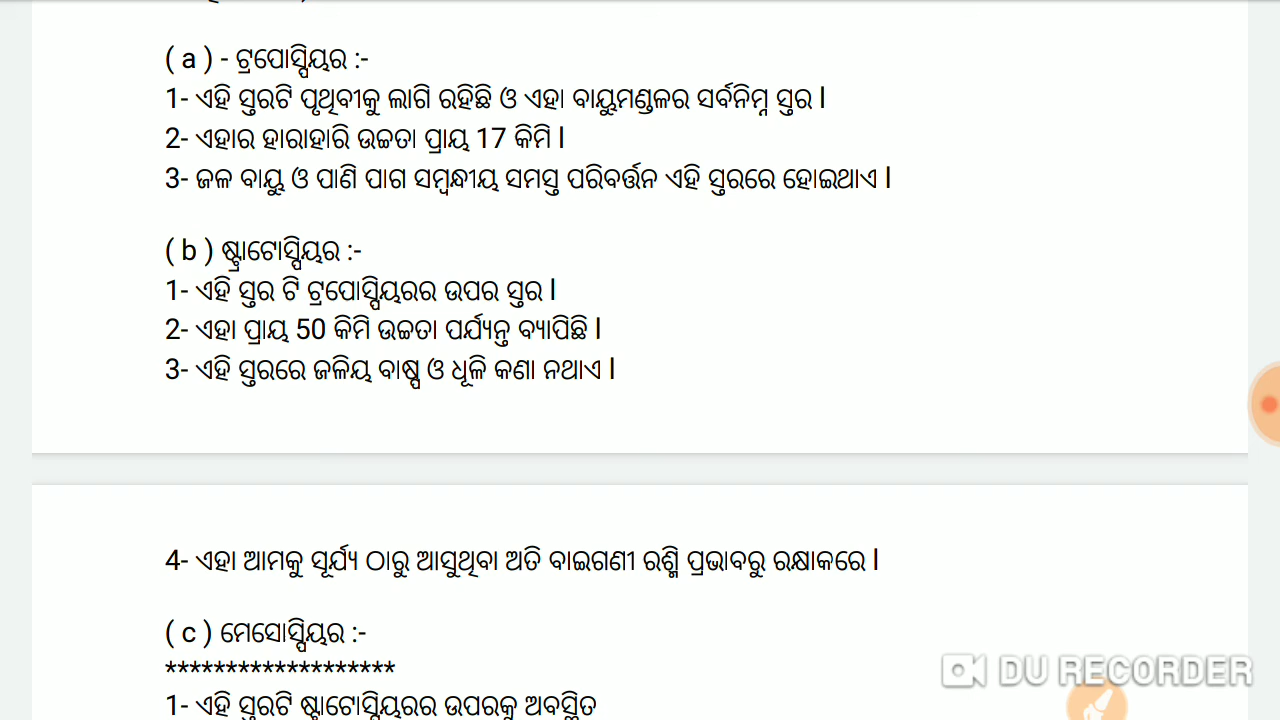 ( a ) - ଟ୍ରପୋସ୍ପିୟର :-
1- ଏହି ସ୍ତରଟି ପୃଥିବୀକୁ ଲାଗି ରହିଛି ଓ ଏହା ବାୟୁମଣ୍ଡଳର ସର୍ବନିମ୍ନ ସ୍ତର l
2- ଏହାର ହାରାହାରି ଉଚ୍ଚତା ପ୍ରାୟ 17 କିମି l
3- ଜଳ ବାୟୁ ଓ ପାଣି ପାଗ ସମ୍ବନ୍ଧୀୟ ସମସ୍ତ ପରିବର୍ତ୍ତନ ଏହି ସ୍ତରରେ ହୋଇଥାଏ l
( b ) ଷ୍ଟ୍ରାଟୋସ୍ପିୟର :-
1- ଏହି ସ୍ତର ଟି ଟ୍ରପୋସ୍ପିୟରର ଉପର ସ୍ତର l
2- ଏହା ପ୍ରାୟ 50 କିମି ଉଚ୍ଚତା ପର୍ଯ୍ୟନ୍ତ ବ୍ୟାପିଛି l
3- ଏହି ସ୍ତରରେ ଜଳିୟ ବାଷ୍ପ ଓ ଧୂଳି କଣା ନଥାଏ l
4- ଏହା ଆମକୁ ସୂର୍ଯ୍ୟ ଠାରୁ ଆସୁଥିବା ଅତି ବାଇଗଣୀ ରଶ୍ମି ପ୍ରଭାବରୁ ରକ୍ଷାକରେ l
( c ) ମେସୋସ୍ପିୟର :-
*******************
1- ଏହି ସ୍ତରଟି ଷ୍ଟ୍ରାଟୋସ୍ପିୟରର ଉପରକୁ ଅବସ୍ଥିତ
DU RECORDER